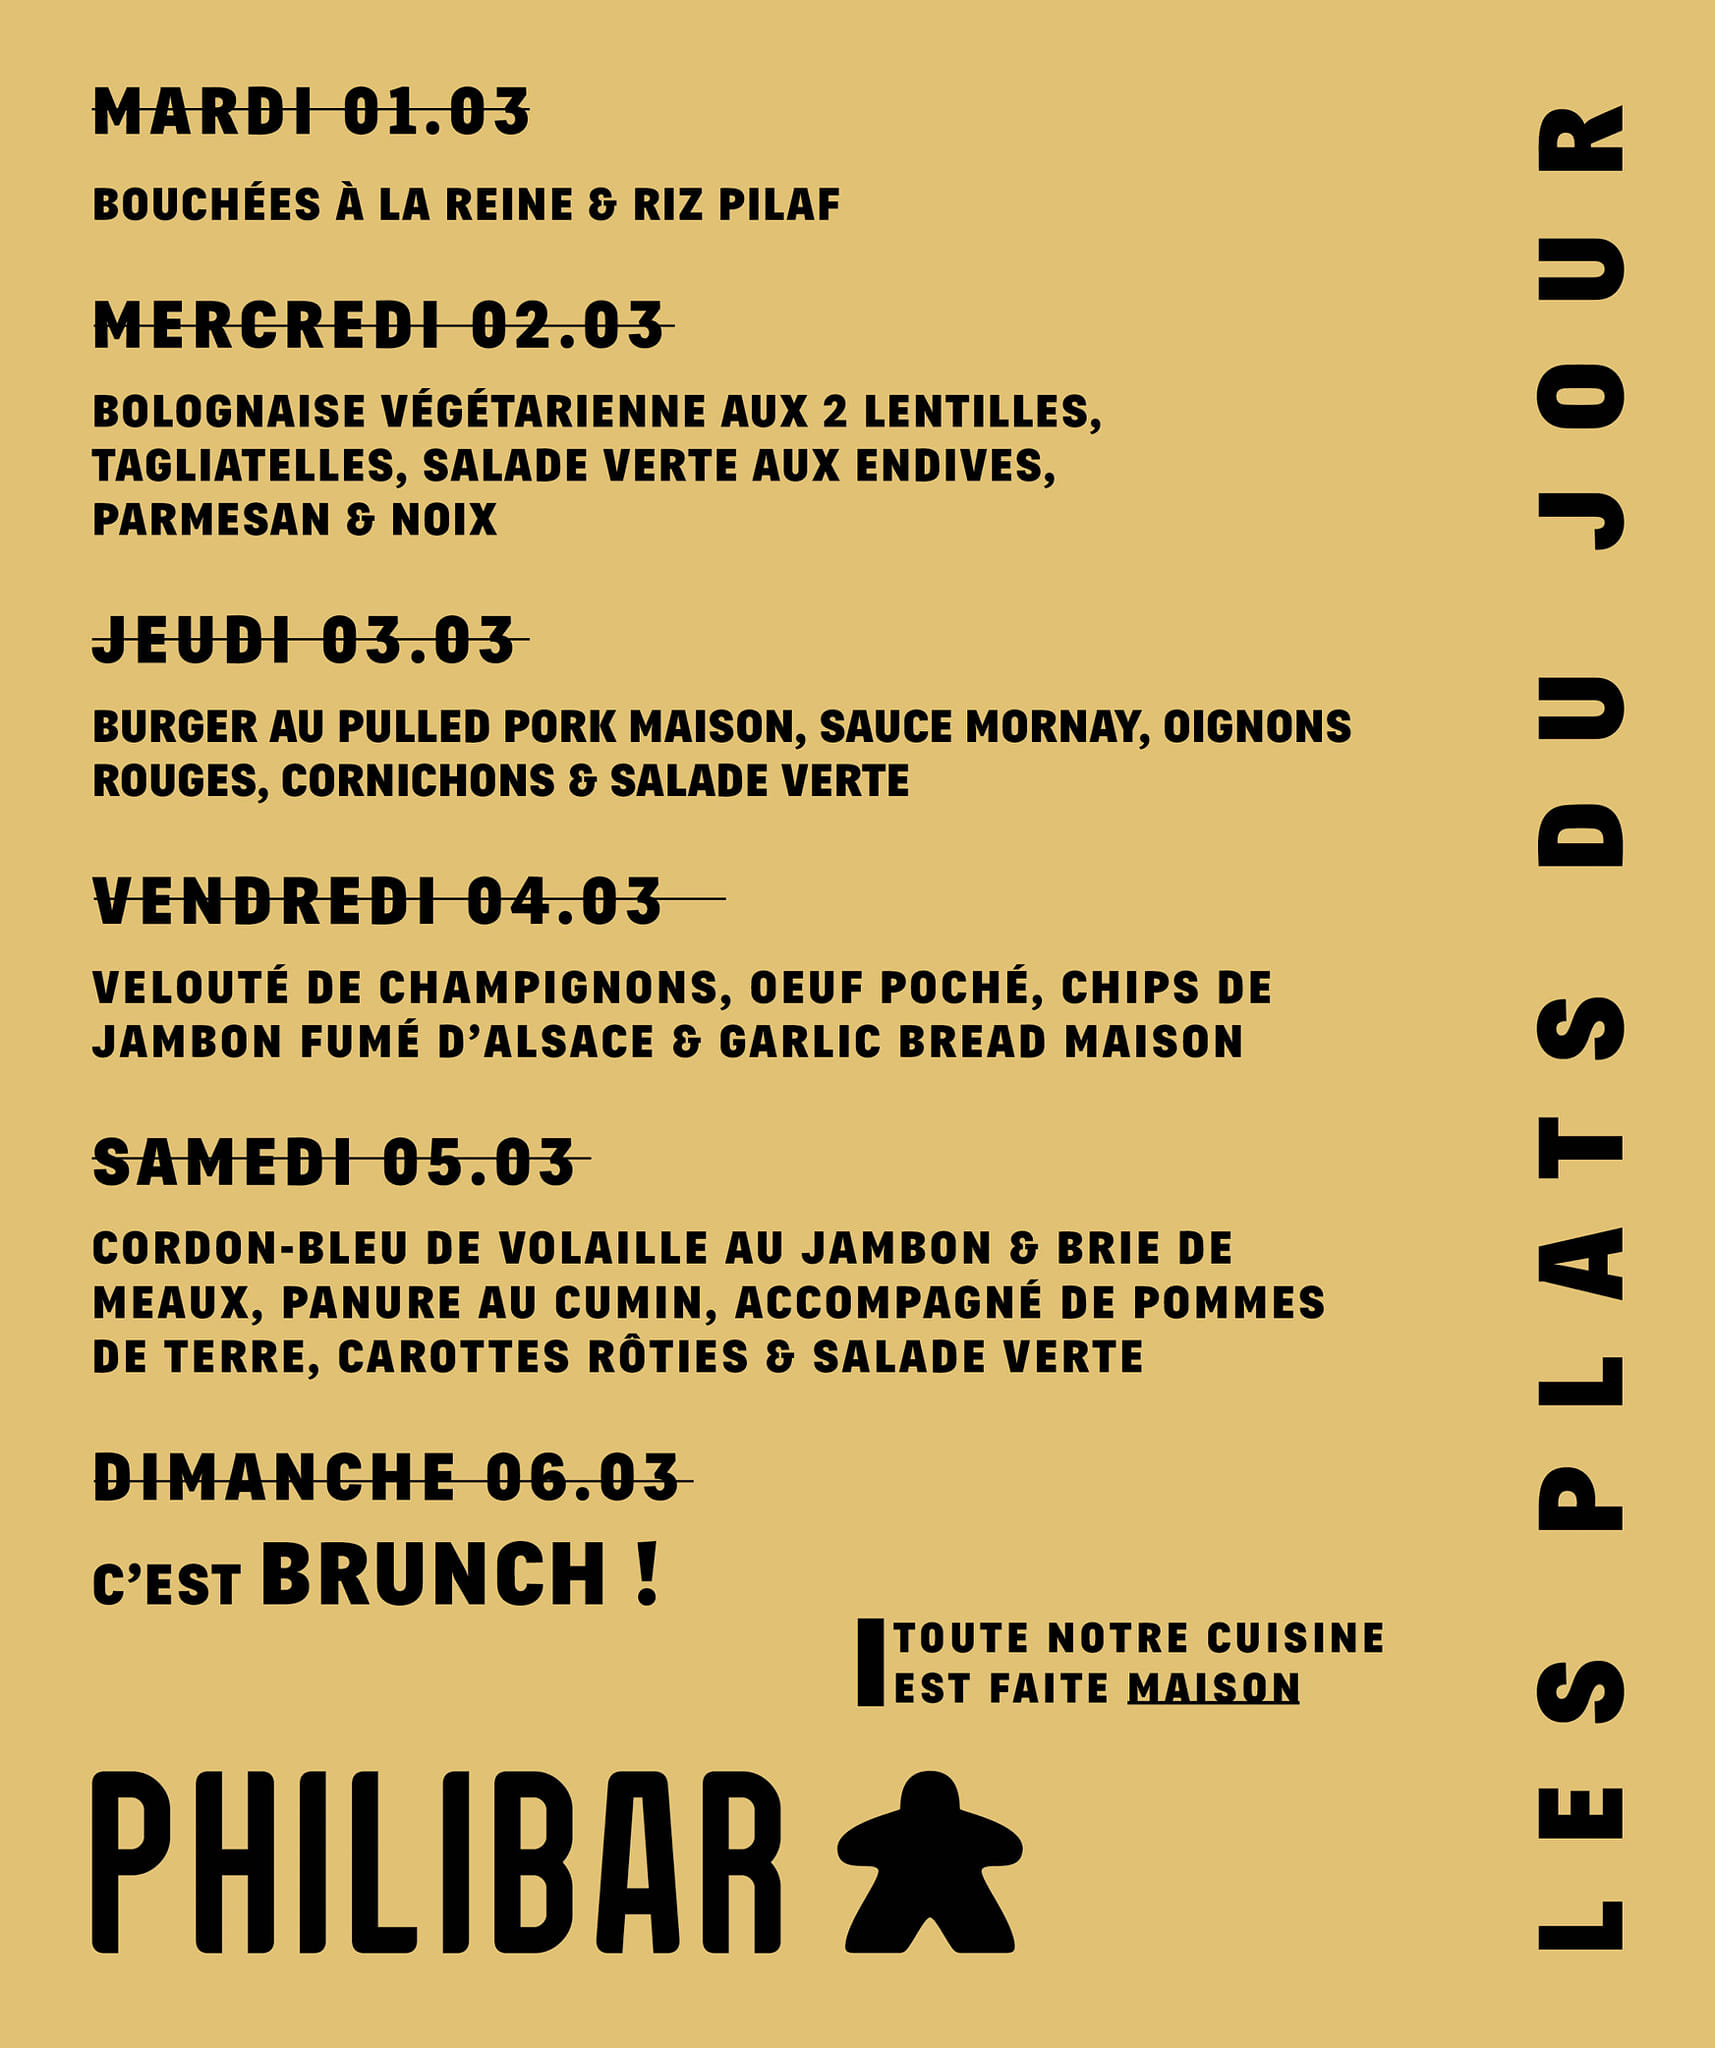 MARDI 01.03
BOUCHÉES À LA REINE & RIZ PILAF
MERCREDI 02.03
BOLOGNAISE VÉGÉTARIENNE AUX 2 LENTILLES,
TAGLIATELLES, SALADE VERTE AUX ENDIVES,
PARMESAN & NOIX
JEUDI 03.03
BURGER AU PULLED PORK MAISON, SAUCE MORNAY, OIGNONS
ROUGES, CORNICHONS & SALADE VERTE
VENDREDI 04.03
VELOUTÉ DE CHAMPIGNONS, OEUF POCHÉ, CHIPS DE
JAMBON FUMÉ D’ALSACE & GARLIC BREAD MAISON
SAMEDI 05.03
CORDON-BLEU DE VOLAILLE AU JAMBON & BRIE DE
MEAUX, PANURE AU CUMIN, ACCOMPAGNÉ DE POMMES
DE TERRE, CAROTTES RÔTIES & SALADE VERTE
DIMANCHE 06.03
C’EST BRUNCH !
TOUTE NOTRE CUISINE
EST FAITE MAISON
PHILIBAR
LES PLATS DU JOUR